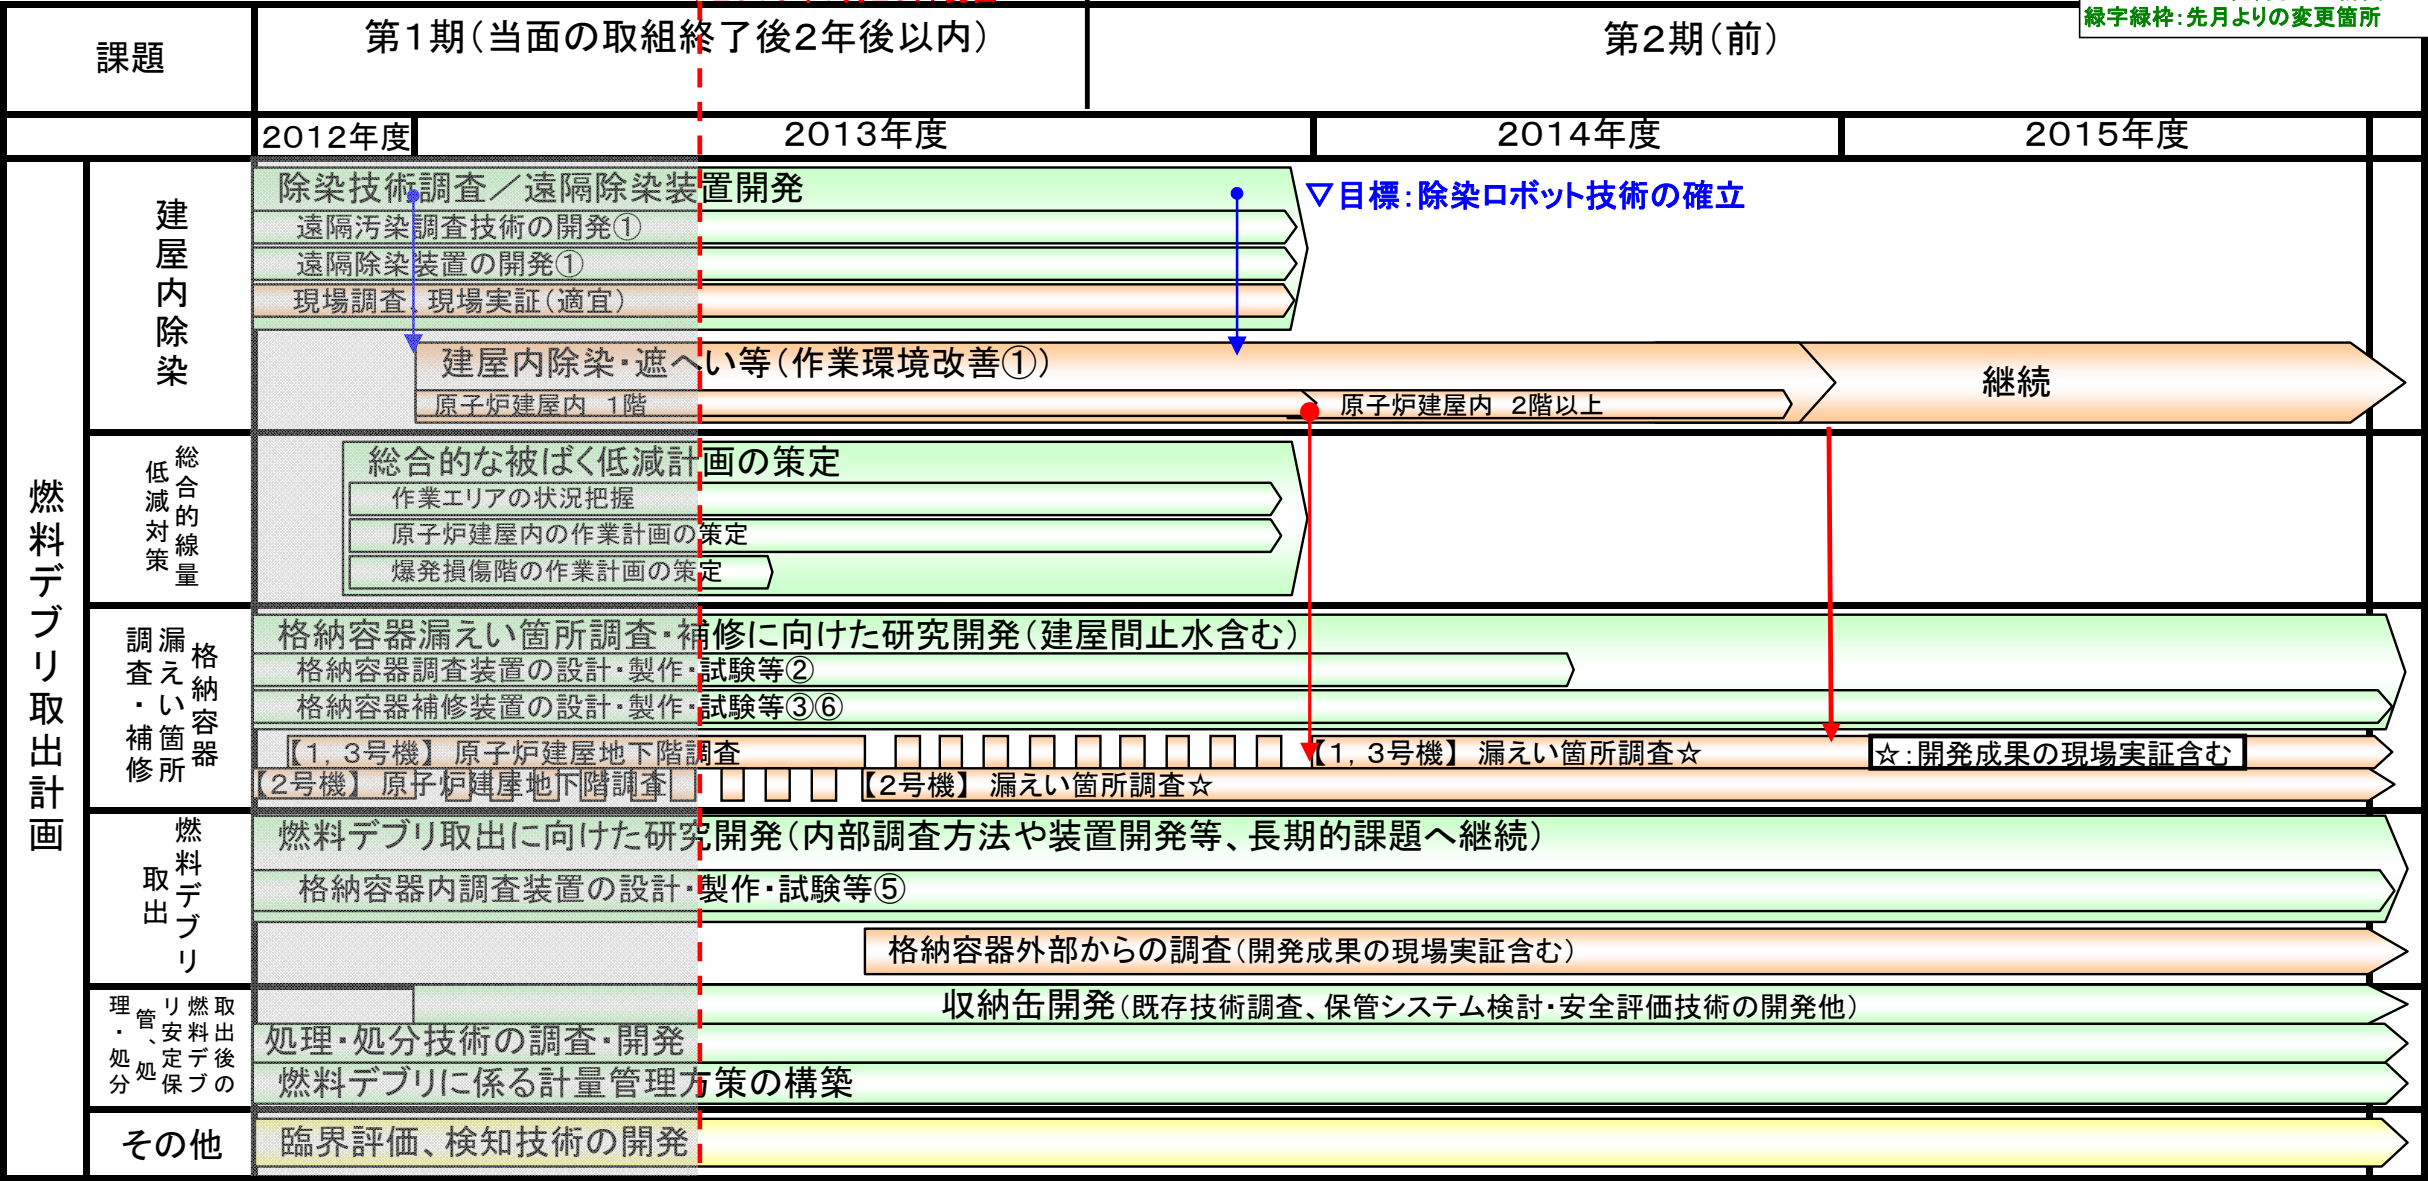 緑字緑枠：先月よりの変更箇所
課題
第1期（当面の取組終了後2年後以内）
第2期（前）
2012年度
2013年度
2014年度
2015年度
燃料デブリ取出計画
建屋内除染
除染技術調査／遠隔除染装置開発
▽目標：除染ロボット技術の確立
遠隔汚染調査技術の開発①
遠隔除染装置の開発①
現場調査、現場実証（適宜）
建屋内除染・遮へい等（作業環境改善①）
継続
原子炉建屋内　1階
原子炉建屋内　2階以上
総合的線量
低減対策
総合的な被ばく低減計画の策定
作業エリアの状況把握
原子炉建屋内の作業計画の策定
爆発損傷階の作業計画の策定
格納容器
漏えい箇所
調査・補修
格納容器漏えい箇所調査・補修に向けた研究開発（建屋間止水含む）
格納容器調査装置の設計・製作・試験等②
格納容器補修装置の設計・製作・試験等③⑥
【1，3号機】原子炉建屋地下階調査
【1，3号機】漏えい箇所調査☆
☆：開発成果の現場実証含む
【2号機】原子炉建屋地下階調査
【2号機】漏えい箇所調査☆
燃料デブリ
取出
燃料デブリ取出に向けた研究開発（内部調査方法や装置開発等、長期的課題へ継続）
格納容器内調査装置の設計・製作・試験等⑤
格納容器外部からの調査（開発成果の現場実証含む）
取出後の
燃料デブ
リ安定保
管、処
理・処分
収納缶開発（既存技術調査、保管システム検討・安全評価技術の開発他）
処理・処分技術の調査・開発
燃料デブリに係る計量管理方策の構築
その他
臨界評価、検知技術の開発